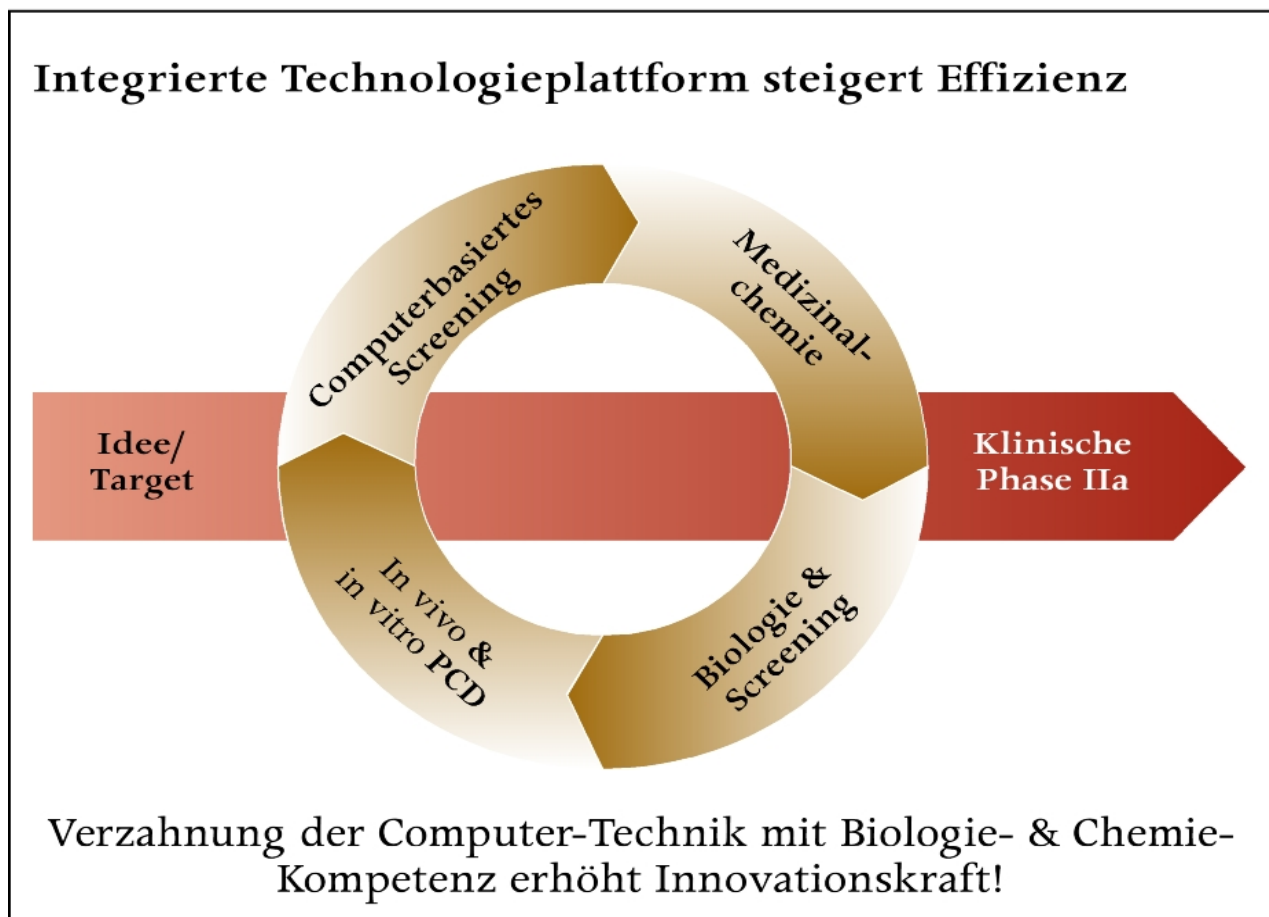 Integrierte Technologieplattform steigert Effizienz
Computerbasiertes
Screening
Medizinal-
chemie
Idee/
Target
Klinische
Phase IIa
In vivo &
in vitro PCD
Biologie &
Screening
Verzahnung der Computer-Technik mit Biologie- & Chemie-
Kompetenz erhöht Innovationskraft!